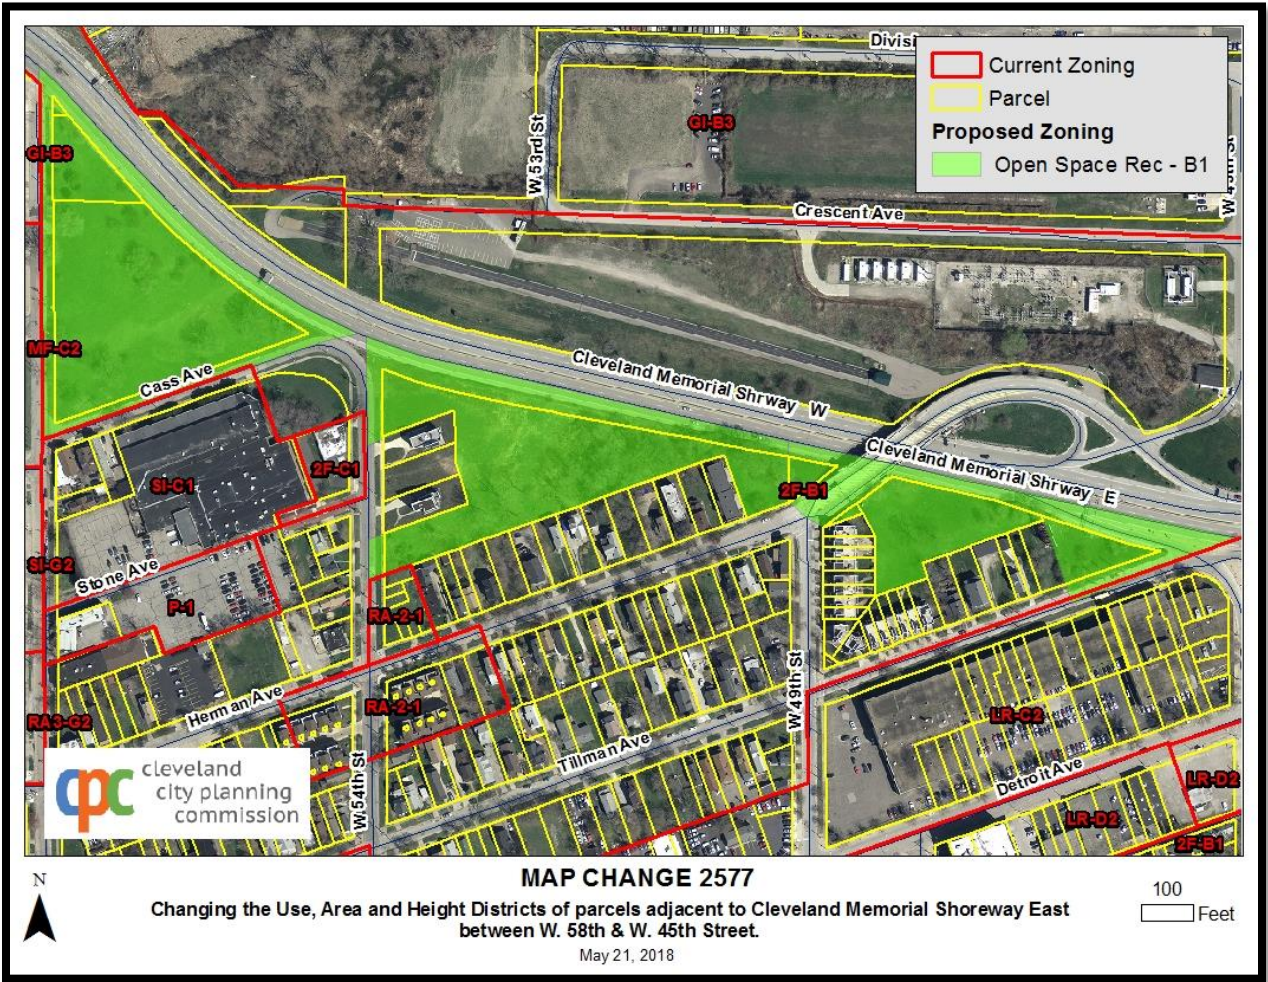 Divisi
Current Zoning
Parcel
Proposed Zoning
Open Space Rec - B1
GI-B3
W 53rd St
GI-B3
Crescent Ave
MF-C2
Cass Ave
Cleveland Memorial Shrway W
Cleveland Memorial Shrway E
2F-C1
SI-C1
2F-B1
SI-G2
Stone Ave
P-1
RA-2-1
W 49th St
RA3-G2
Herman Ave
RA-2-1
LR-C2
Tillman Ave
Detroit Ave
LR-D2
W 54th St
LR-D2
2F-B1
cpc
cleveland
city planning
commission
N
MAP CHANGE 2577
Changing the Use, Area and Height Districts of parcels adjacent to Cleveland Memorial Shoreway East
between W. 58th & W. 45th Street.
May 21, 2018
100
Feet